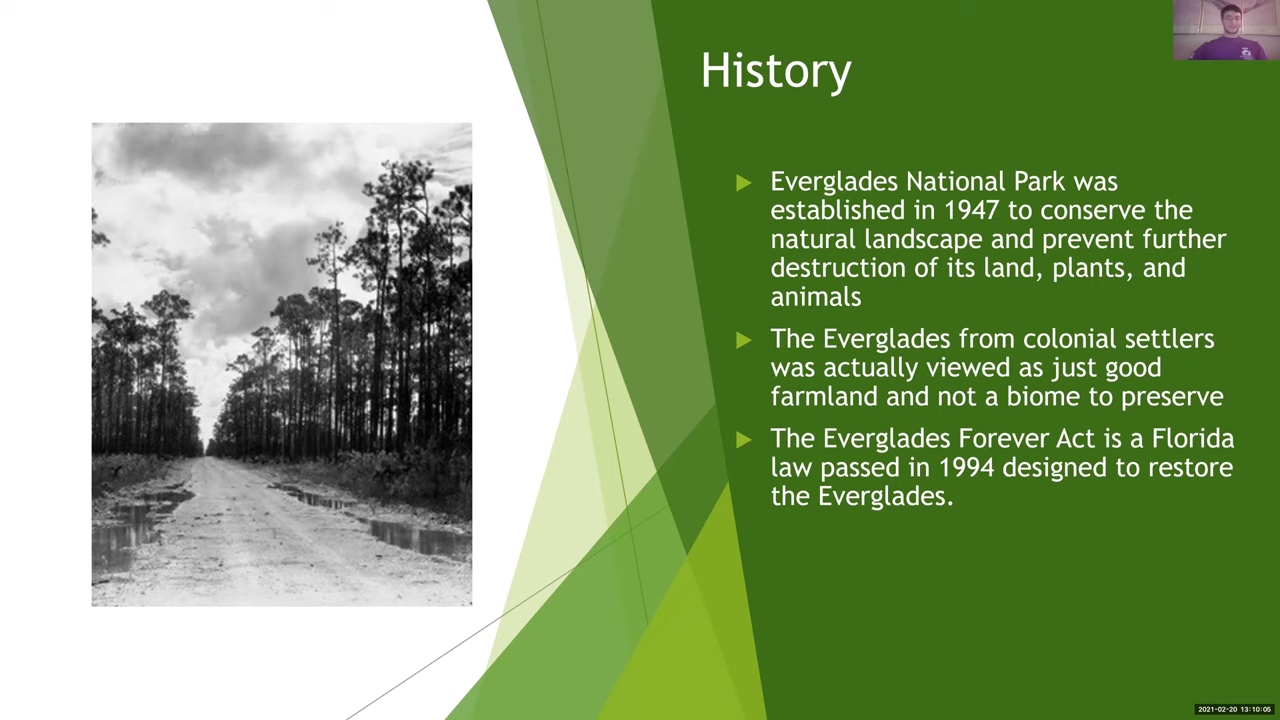 History
Everglades National Park was
established in 1947 to conserve the
natural landscape and prevent further
destruction of its land, plants, and
animals
The Everglades from colonial settlers
was actually viewed as just good
farmland and not a biome to preserve
The Everglades Forever Act is a Florida
law passed in 1994 designed to restore
the Everglades.
2021-02-20 13:10:05